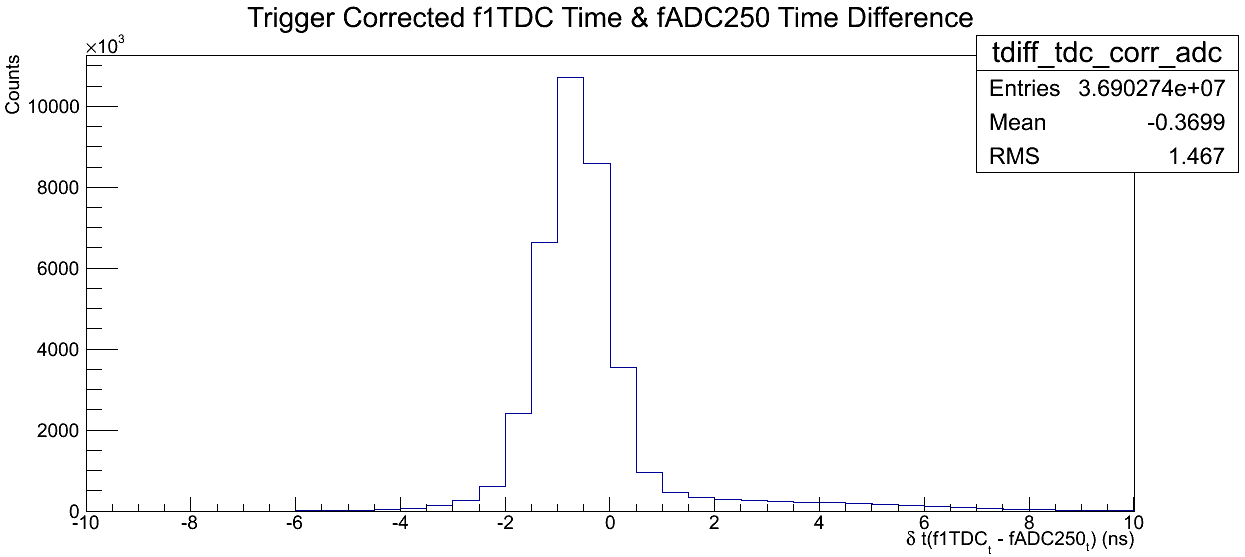 Trigger Corrected f1TDC Time & fADC250 Time Difference
tdiff_tdc_corr_adc
Entries 3.690274e+07
Mean -0.3699
RMS 1.467
×10³
Counts
10000
8000
6000
4000
2000
0
-10 -8 -6 -4 -2 0 2 4 6 8 10
δ t(f1TDCₜ - fADC250ₜ) (ns)